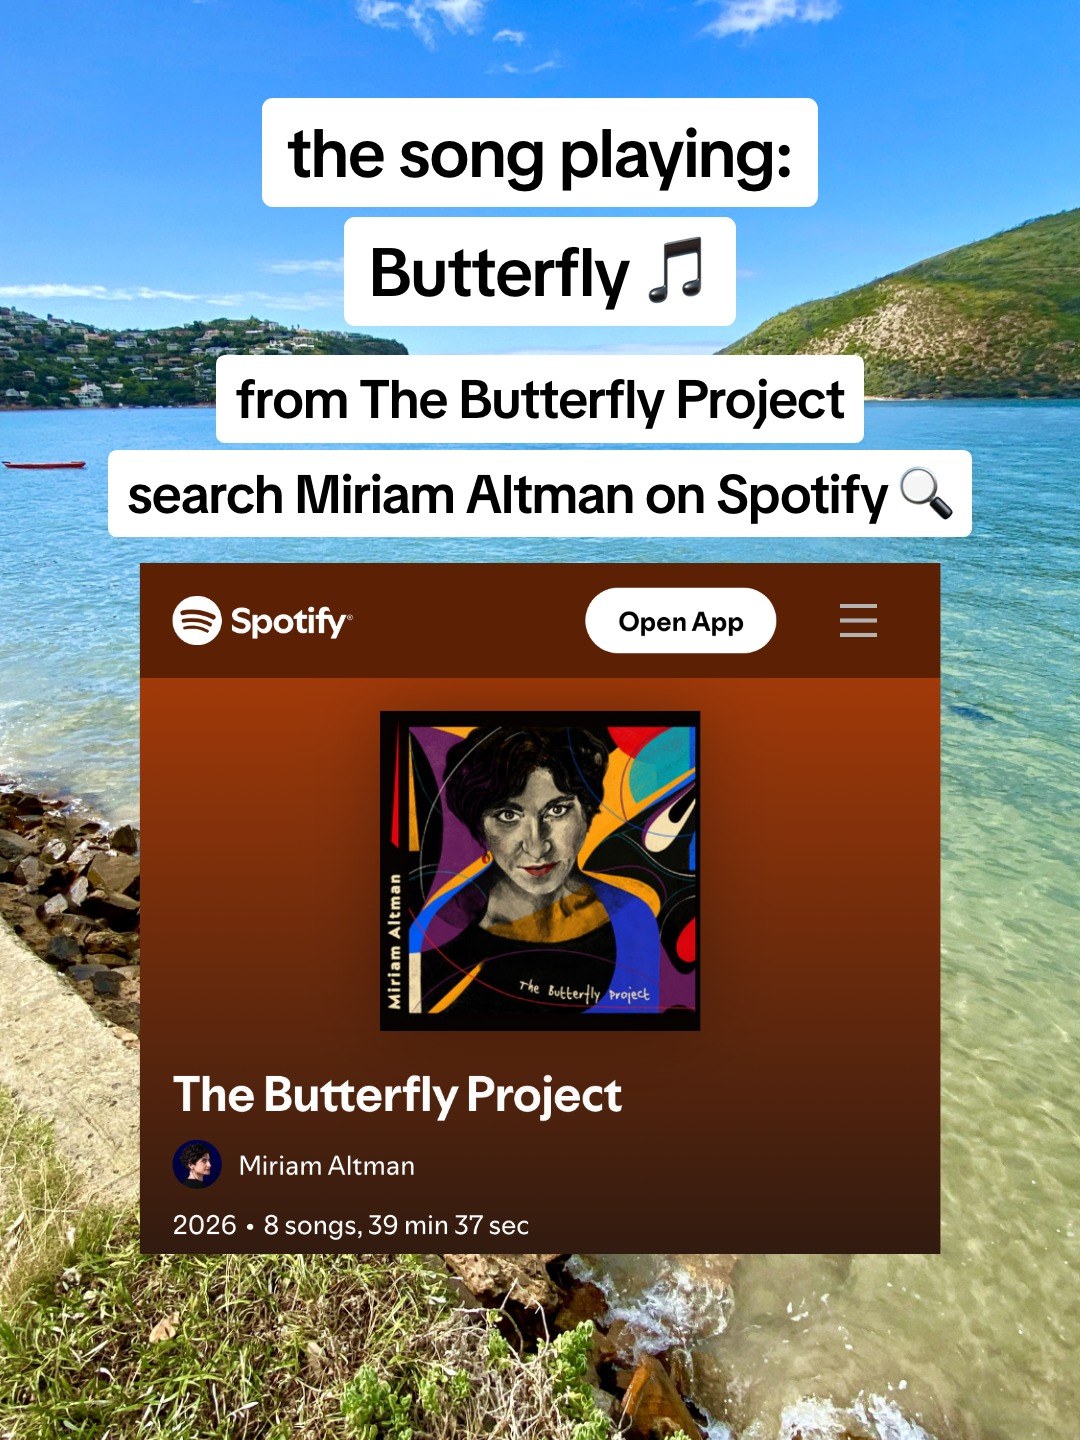 the song playing:
Butterfly 🎵
from The Butterfly Project
search Miriam Altman on Spotify 🔍
Spotify®
Open App
Miriam Altman
The Butterfly Project
The Butterfly Project
Miriam Altman
2026 • 8 songs, 39 min 37 sec